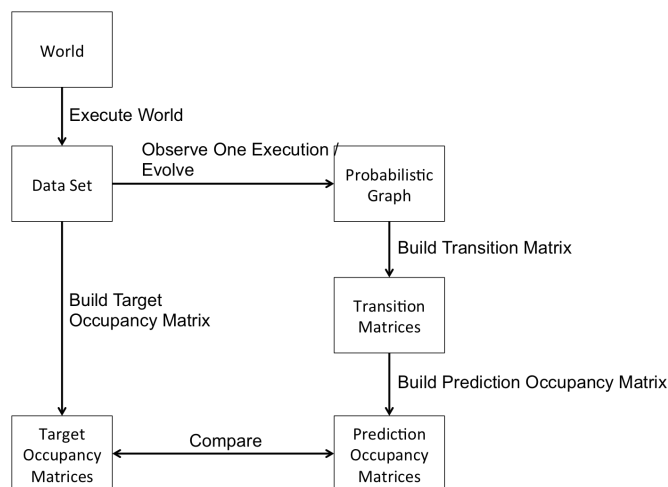 World
Execute World
Observe One Execution /
Evolve
Data Set
Probabilistic
Graph
Build Transition Matrix
Build Target
Occupancy Matrix
Transition
Matrices
Build Prediction Occupancy Matrix
Target
Occupancy
Matrices
Compare
Prediction
Occupancy
Matrices